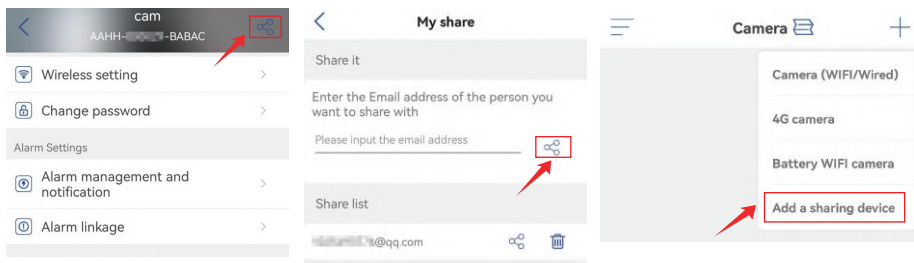 cam
AAHH-
-BABAC
Wireless setting
Change password
Alarm Settings
Alarm management and
notification
Alarm linkage
My share
Share it
Enter the Email address of the person you
want to share with
Please input the email address
Share list
@qq.com
Camera
Camera (WIFI/Wired)
4G camera
Battery WIFI camera
Add a sharing device